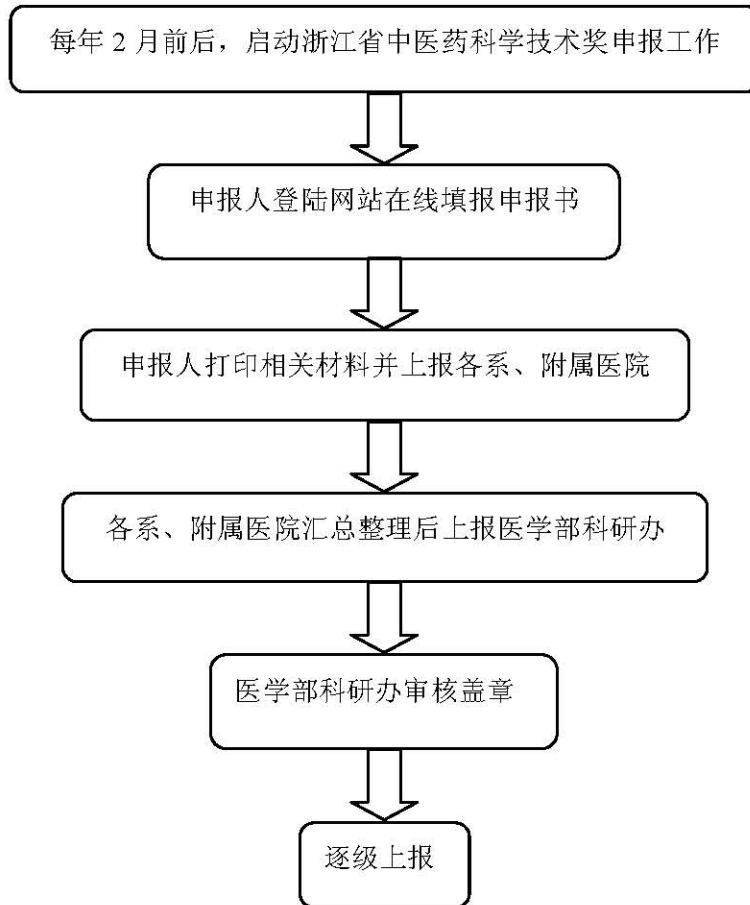 每年 2 月前后，启动浙江省中医药科学技术奖申报工作
申报人登陆网站在线填报申报书
申报人打印相关材料并上报各系、附属医院
各系、附属医院汇总整理后上报医学部科研办
医学部科研办审核盖章
逐级上报